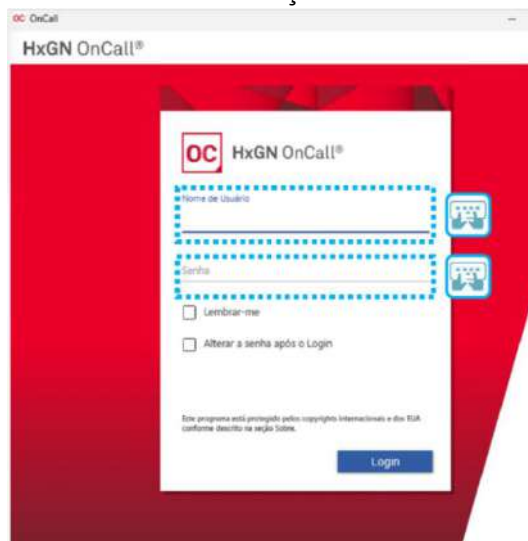 OC OnCall
HxGN OnCall®
OC HxGN OnCall®
Nome de Usuário
Senha
Lembrar-me
Alterar a senha após o Login
Este programa está protegido pelos copyrights internacionais e dos EUA
conforme descrito na seção Sobre.
Login